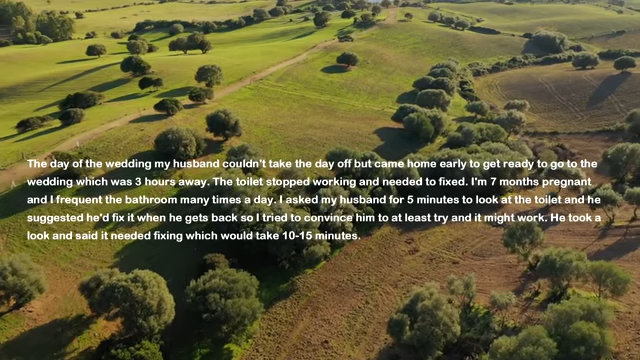 The day of the wedding my husband couldn't take the day off but came home early to get ready to go to the
wedding which was 3 hours away. The toilet stopped working and needed to fixed. I'm 7 months pregnant
and I frequent the bathroom many times a day. I asked my husband for 5 minutes to look at the toilet and he
suggested he'd fix it when he gets back so I tried to convince him to at least try and it might work. He took a
look and said it needed fixing which would take 10-15 minutes.